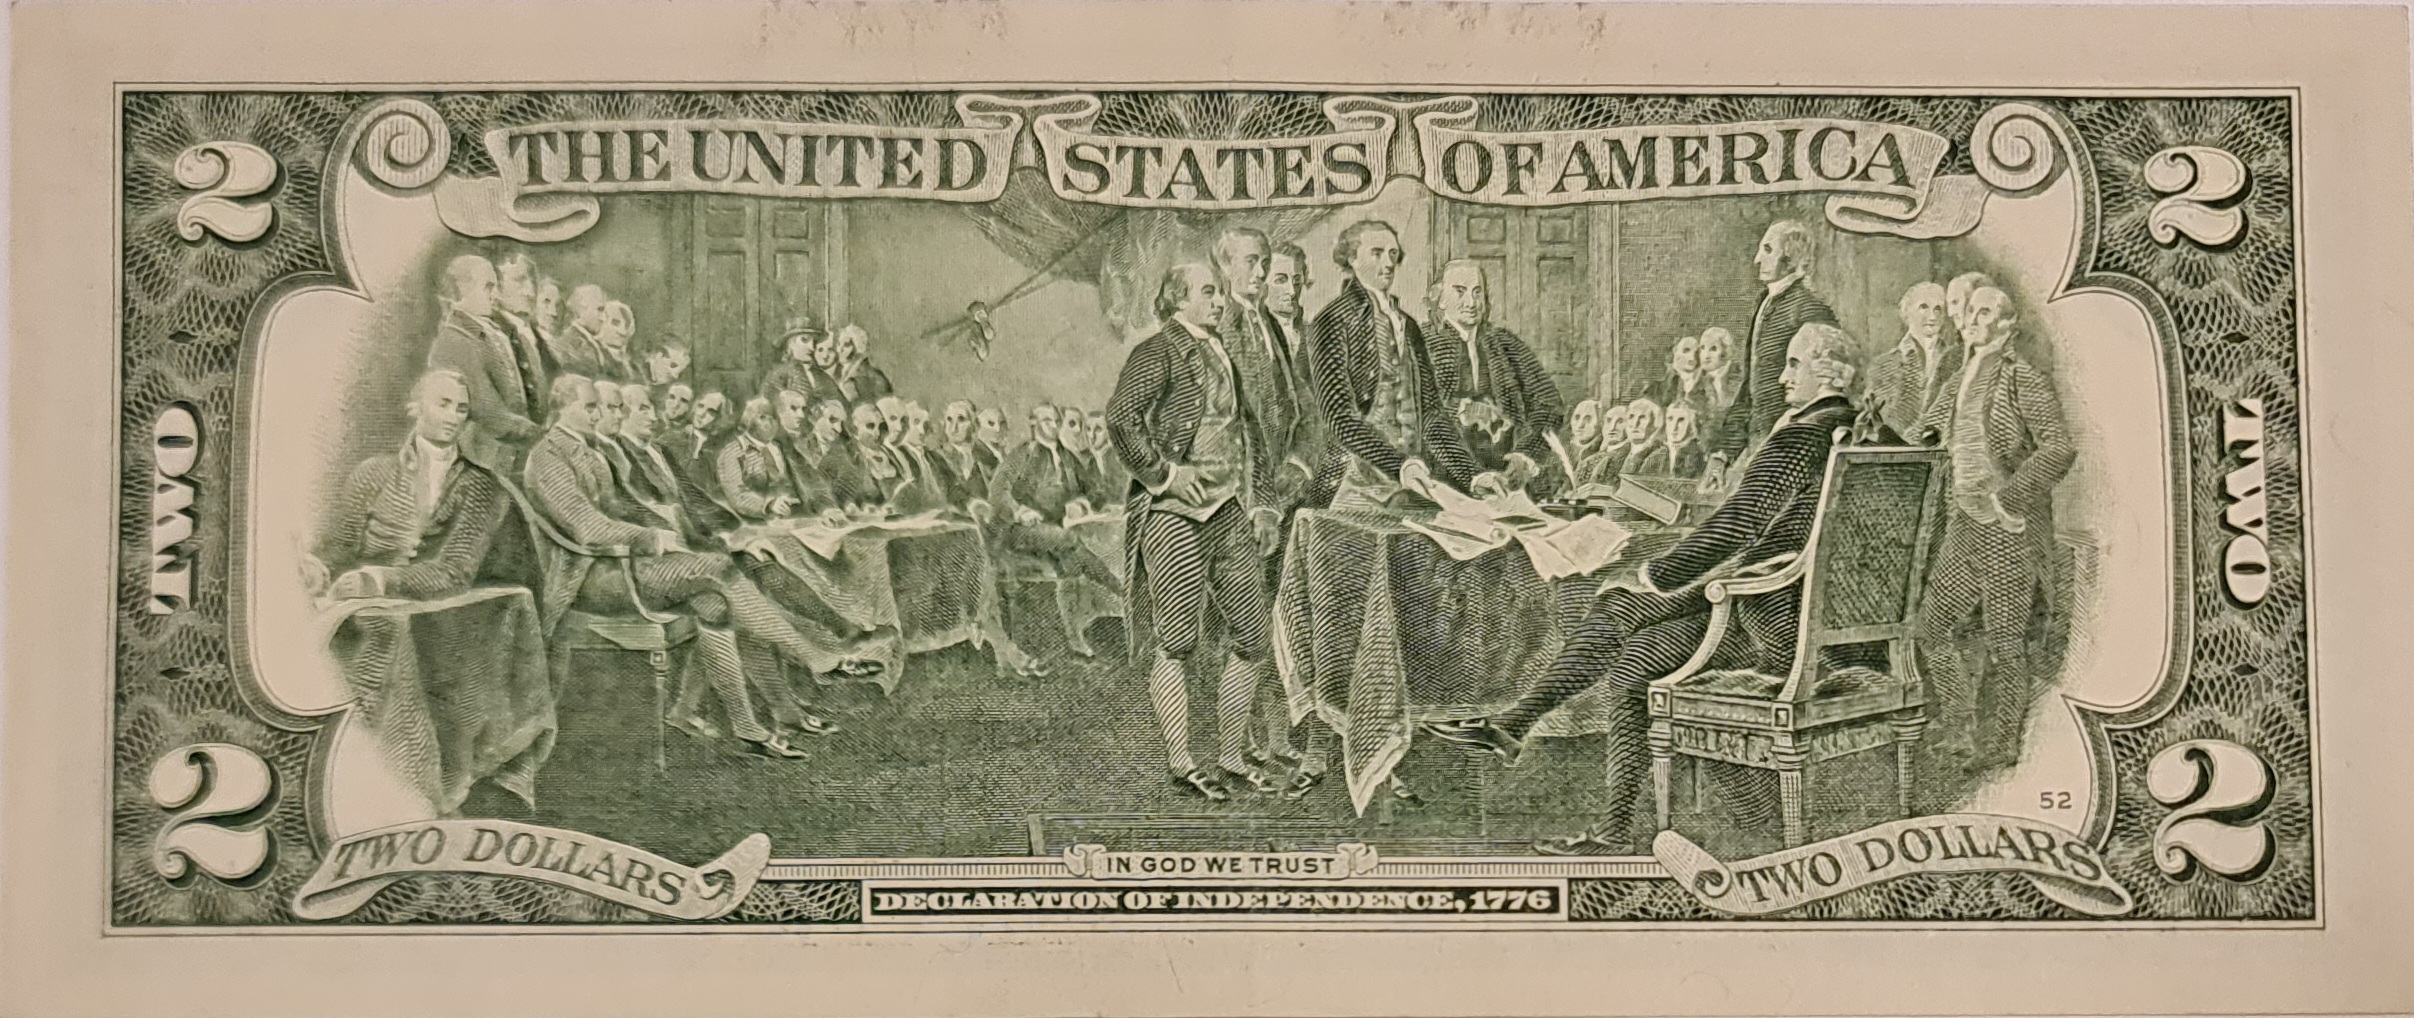 THE UNITED STATES OF AMERICA
2
2
TWO
TWO
2
2
52
TWO DOLLARS
IN GOD WE TRUST
TWO DOLLARS
DECLARATION OF INDEPENDENCE, 1776